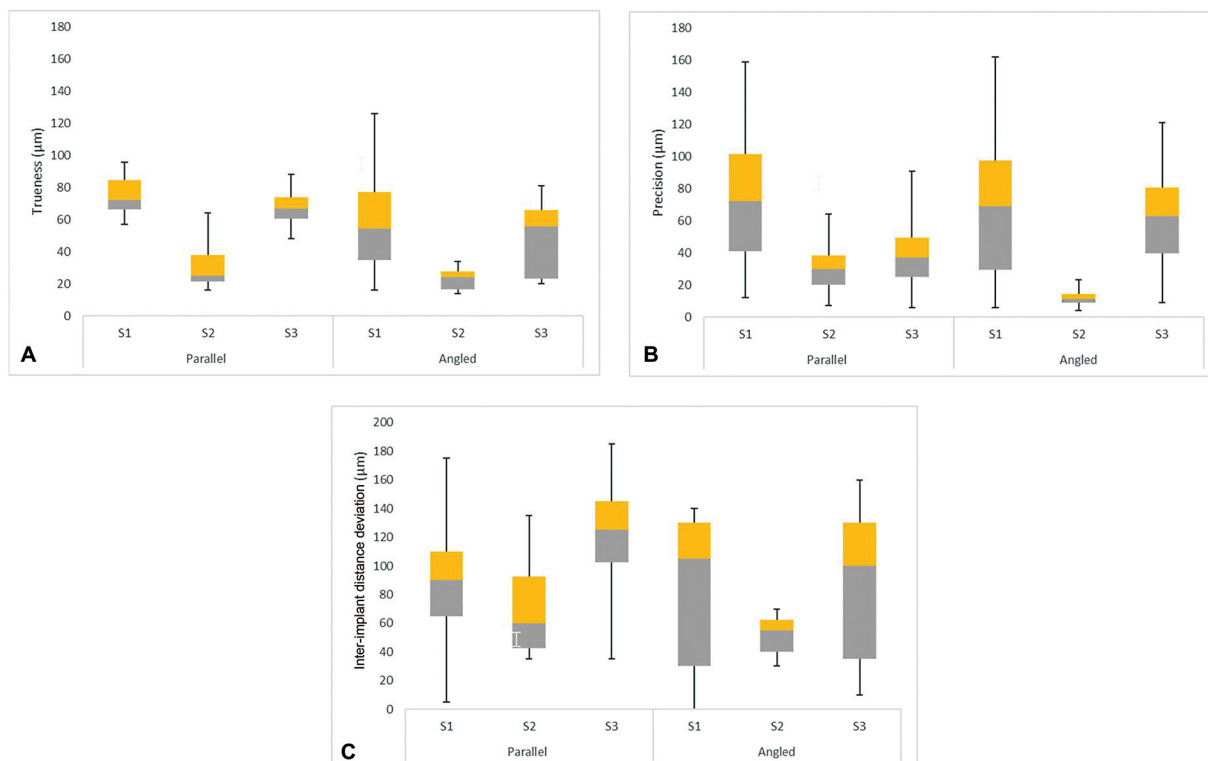 180
160
140
120
100
80
60
40
20
0
Trueness (µm)
S1 S2 S3 S1 S2 S3
Parallel Angled
A
180
160
140
120
100
80
60
40
20
0
Precision (µm)
S1 S2 S3 S1 S2 S3
Parallel Angled
B
200
180
160
140
120
100
80
60
40
20
0
Inter-implant distance deviation (µm)
S1 S2 S3 S1 S2 S3
Parallel Angled
C